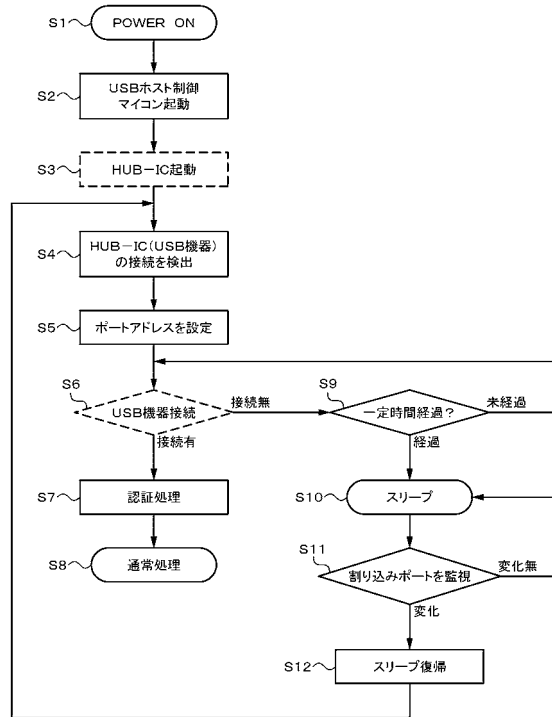 S1
POWER ON
S2
USBホスト制御
マイコン起動
S3
HUB－IC起動
S4
HUB－IC(USB機器)
の接続を検出
S5
ポートアドレスを設定
S6
USB機器接続
接続無
接続有
S9
一定時間経過？
未経過
経過
S7
認証処理
S8
通常処理
S10
スリープ
S11
割り込みポートを監視
変化無
変化
S12
スリープ復帰